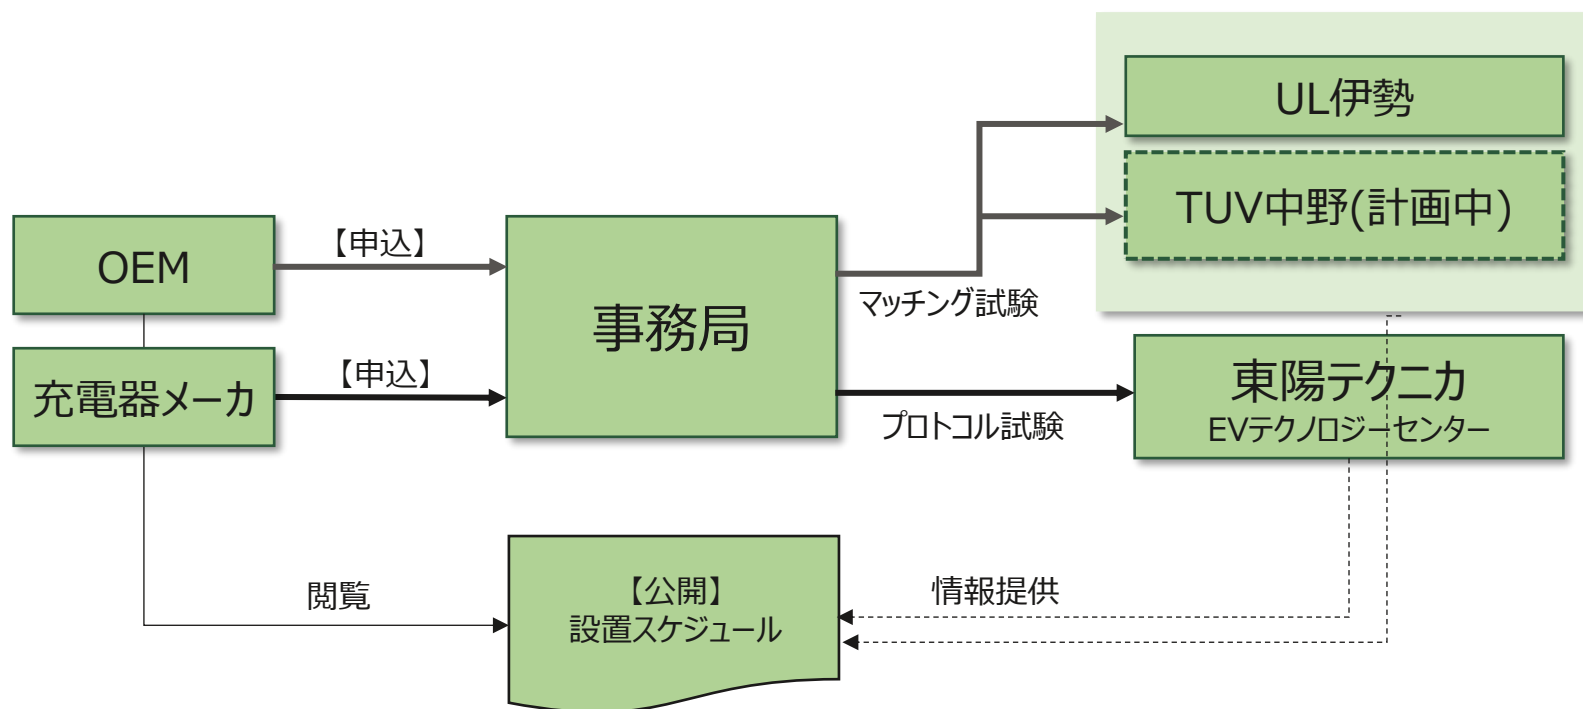 UL伊勢
TUV中野(計画中)
OEM
【申込】
事務局
マッチング試験
充電器メーカ
【申込】
東陽テクニカ
EVテクノロジーセンター
プロトコル試験
閲覧
【公開】
設置スケジュール
情報提供